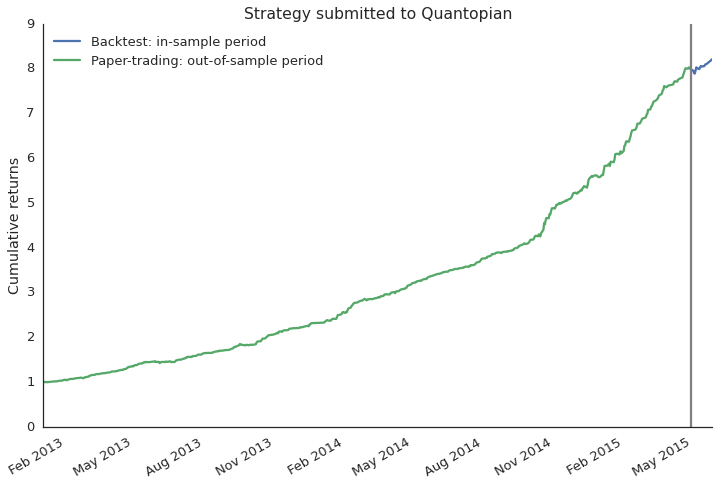 Strategy submitted to Quantopian
Backtest: in-sample period
Paper-trading: out-of-sample period
Cumulative returns
9
8
7
6
5
4
3
2
1
0
Feb 2013
May 2013
Aug 2013
Nov 2013
Feb 2014
May 2014
Aug 2014
Nov 2014
Feb 2015
May 2015